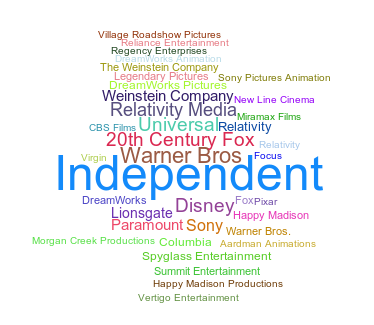 Village Roadshow Pictures
Reliance Entertainment
Regency Enterprises
DreamWorks Animation
The Weinstein Company
Legendary Pictures Sony Pictures Animation
DreamWorks Pictures
Weinstein Company New Line Cinema
Relativity Media Miramax Films
CBS Films Universal Relativity
20th Century Fox Relativity
Virgin Warner Bros Focus
Independent
DreamWorks Disney Fox Pixar
Lionsgate Happy Madison
Paramount Sony Warner Bros.
Morgan Creek Productions Columbia Aardman Animations
Spyglass Entertainment
Summit Entertainment
Happy Madison Productions
Vertigo Entertainment